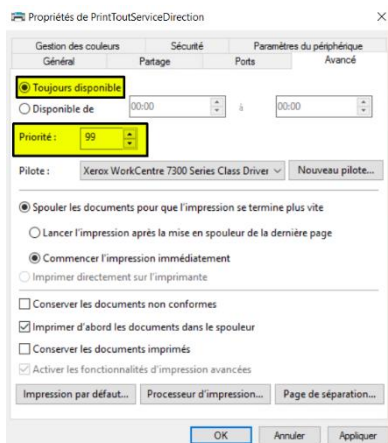 Propriétés de PrintToutServiceDirection
Gestion des couleurs Sécurité Paramètres du périphérique
Général Partage Ports Avancé
Toujours disponible
Disponible de 00:00 à 00:00
Priorité : 99
Pilote : Xerox WorkCentre 7300 Series Class Driver Nouveau pilote...
Spouler les documents pour que l'impression se termine plus vite
Lancer l'impression après la mise en spouleur de la dernière page
Commencer l'impression immédiatement
Imprimer directement sur l'imprimante
Conserver les documents non conformes
Imprimer d'abord les documents dans le spouleur
Conserver les documents imprimés
Activer les fonctionnalités d'impression avancées
Impression par défaut... Processeur d'impression... Page de séparation...
OK Annuler Appliquer